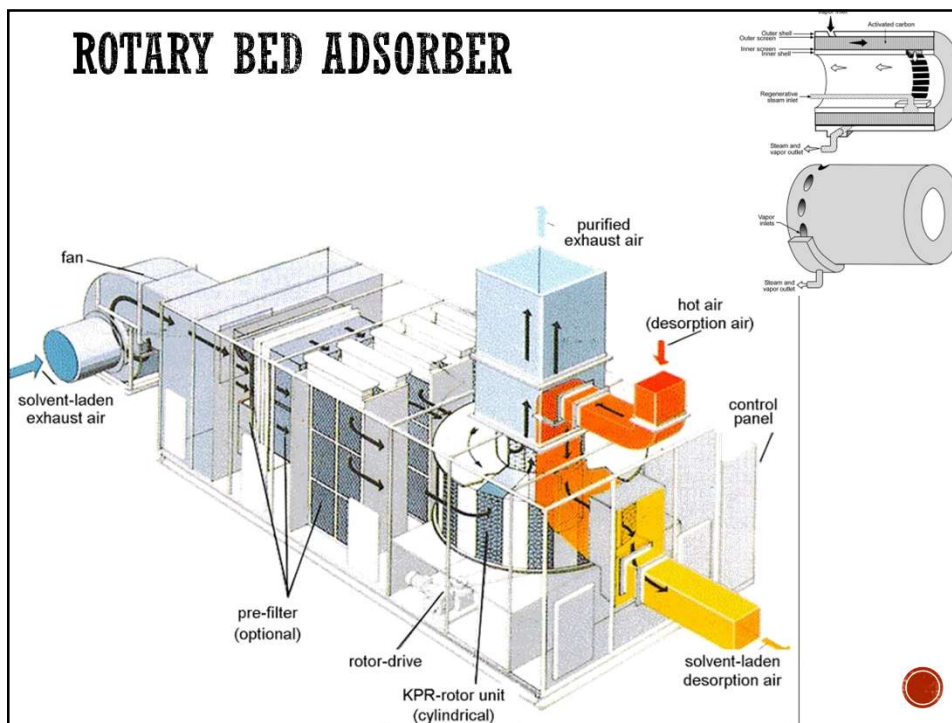 ROTARY BED ADSORBER
Vapor inlet
Activated carbon
Outer shell
Outer screen
Inner screen
Inner shell
Regenerative
steam inlet
Steam and
vapor outlet
Vapor
inlets
Steam and
vapor outlet
purified
exhaust air
fan
hot air
(desorption air)
solvent-laden
exhaust air
control
panel
pre-filter
(optional)
rotor-drive
KPR-rotor unit
(cylindrical)
solvent-laden
desorption air